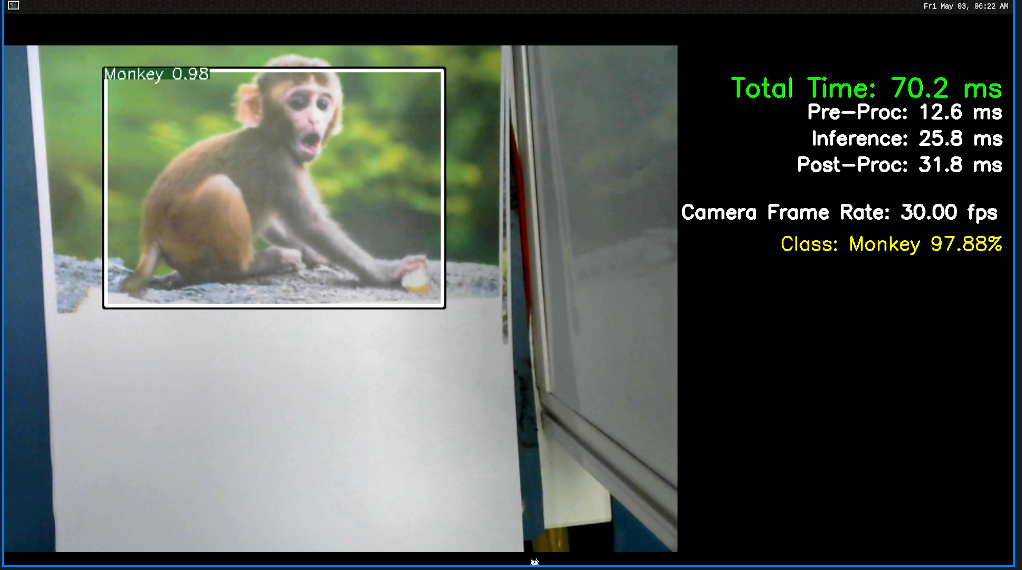 Fri May 03, 06:22 AM
Monkey 0.98
Total Time: 70.2 ms
Pre-Proc: 12.6 ms
Inference: 25.8 ms
Post-Proc: 31.8 ms
Camera Frame Rate: 30.00 fps
Class: Monkey 97.88%